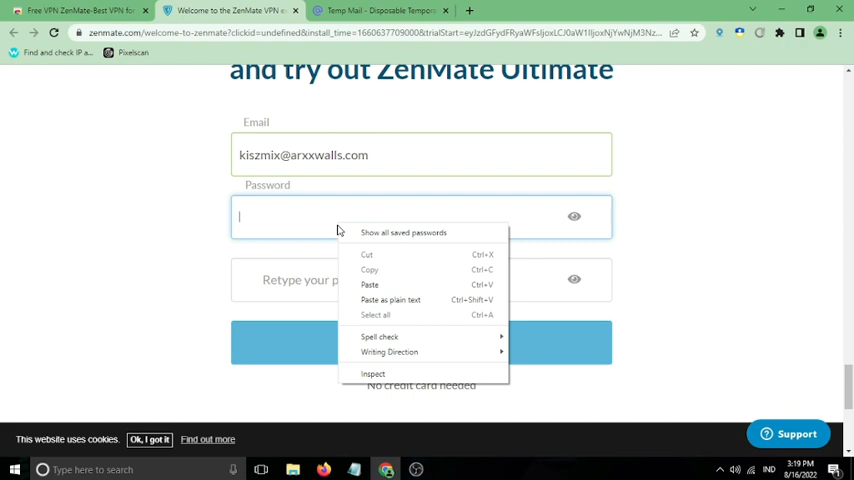 Free VPN ZenMate-Best VPN for
Welcome to the ZenMate VPN ex
Temp Mail - Disposable Tempora
zenmate.com/welcome-to-zenmate?clickid=undefined&install_time=1660637709000&trialStart=
Find and check IP a...
Pixelscan
and try out ZenMate Ultimate
Email
kiszmix@arxxwalls.com
Password
Show all saved passwords
Cut Ctrl+X
Copy Ctrl+C
Retype your p
Paste Ctrl+V
Paste as plain text Ctrl+Shift+V
Select all Ctrl+A
Spell check
Writing Direction
Inspect
No credit card needed
This website uses cookies. Ok, I got it Find out more
Support
Type here to search
IND
3:19 PM
8/16/2022